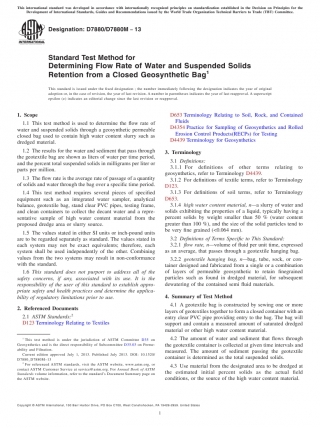 This international standard was developed in accordance with internationally recognized principles on standardization established in the Decision on Principles for the
Development of International Standards, Guides and Recommendations issued by the World Trade Organization Technical Barriers to Trade (TBT) Committee.
Designation: D7880/D7880M − 13
Standard Test Method for
Determining Flow Rate of Water and Suspended Solids
Retention from a Closed Geosynthetic Bag¹
This standard is issued under the fixed designation ; the number immediately following the designation indicates the year of original
adoption or, in the case of revision, the year of last revision. A number in parentheses indicates the year of last reapproval. A superscript
epsilon (ε) indicates an editorial change since the last revision or reapproval.
1. Scope
1.1 This test method is used to determine the flow rate of
water and suspended solids through a geosynthetic permeable
closed bag used to contain high water content slurry such as
dredged material.
1.2 The results for the water and sediment that pass through
the geotextile bag are shown as liters of water per time period,
and the percent total suspended solids in milligrams per liter or
parts per million.
1.3 The flow rate is the average rate of passage of a quantity
of solids and water through the bag over a specific time period.
1.4 This test method requires several pieces of specified
equipment such as an integrated water sampler, analytical
balance, geotextile bag, stand clear PVC pipes, testing frame,
and clean containers to collect the decant water and a repre-
sentative sample of high water content material from the
proposed dredge area or slurry source.
1.5 The values stated in either SI units or inch-pound units
are to be regarded separately as standard. The values stated in
each system may not be exact equivalents; therefore, each
system shall be used independently of the other. Combining
values from the two systems may result in non-conformance
with the standard.
1.6 This standard does not purport to address all of the
safety concerns, if any, associated with its use. It is the
responsibility of the user of this standard to establish appro-
priate safety and health practices and determine the applica-
bility of regulatory limitations prior to use.
2. Referenced Documents
2.1 ASTM Standards:²
D123 Terminology Relating to Textiles
¹ This test method is under the jurisdiction of ASTM Committee D35 on
Geosynthetics and is the direct responsibility of Subcommittee D35.03 on Perme-
ability and Filtration.
Current edition approved July 1, 2013. Published July 2013. DOI: 10.1520/
D7880_D7880M-13
² For referenced ASTM standards, visit the ASTM website, www.astm.org, or
contact ASTM Customer Service at service@astm.org. For Annual Book of ASTM
Standards volume information, refer to the standard's Document Summary page on
the ASTM website.
D653 Terminology Relating to Soil, Rock, and Contained
Fluids
D4354 Practice for Sampling of Geosynthetics and Rolled
Erosion Control Products(RECPs) for Testing
D4439 Terminology for Geosynthetics
3. Terminology
3.1 Definitions:
3.1.1 For definitions of other terms relating to
geosynthetics, refer to Terminology D4439.
3.1.2 For definitions of textile terms, refer to Terminology
D123.
3.1.3 For definitions of soil terms, refer to Terminology
D653.
3.1.4 high water content material, n—a slurry of water and
solids exhibiting the properties of a liquid, typically having a
percent solids by weight smaller than 50 % (water content
greater than 100 %), and the size of the solid particles tend to
be very fine grained (<0.064 mm).
3.2 Definitions of Terms Specific to This Standard:
3.2.1 flow rate, n—volume of fluid per unit time, expressed
as an average, that passes through a geotextile hanging bag.
3.2.2 geotextile hanging bag, n—bag, tube, sock, or con-
tainer designed and fabricated from a single or a combination
of layers of permeable geotextile to retain finegrained
particles such as found in dredged material, for subsequent
dewatering of the contained semi fluid materials.
4. Summary of Test Method
4.1 A geotextile bag is constructed by sewing one or more
layers of geotextiles together to form a closed container with an
entry clear PVC pipe providing entry to the bag. The bag will
support and contain a measured amount of saturated dredged
material or other high water content material.
4.2 The amount of water and sediment that flows through
the geotextile container is collected at given time intervals and
measured. The amount of sediment passing the geotextile
container is determined as the total suspended solids.
4.3 Use material from the designated area to be dredged at
the estimated initial percent solids as the actual field
conditions, or the source of the high water content material.
Copyright © ASTM International, 100 Barr Harbor Drive, PO Box C700, West Conshohocken, PA 19428-2959. United States
1